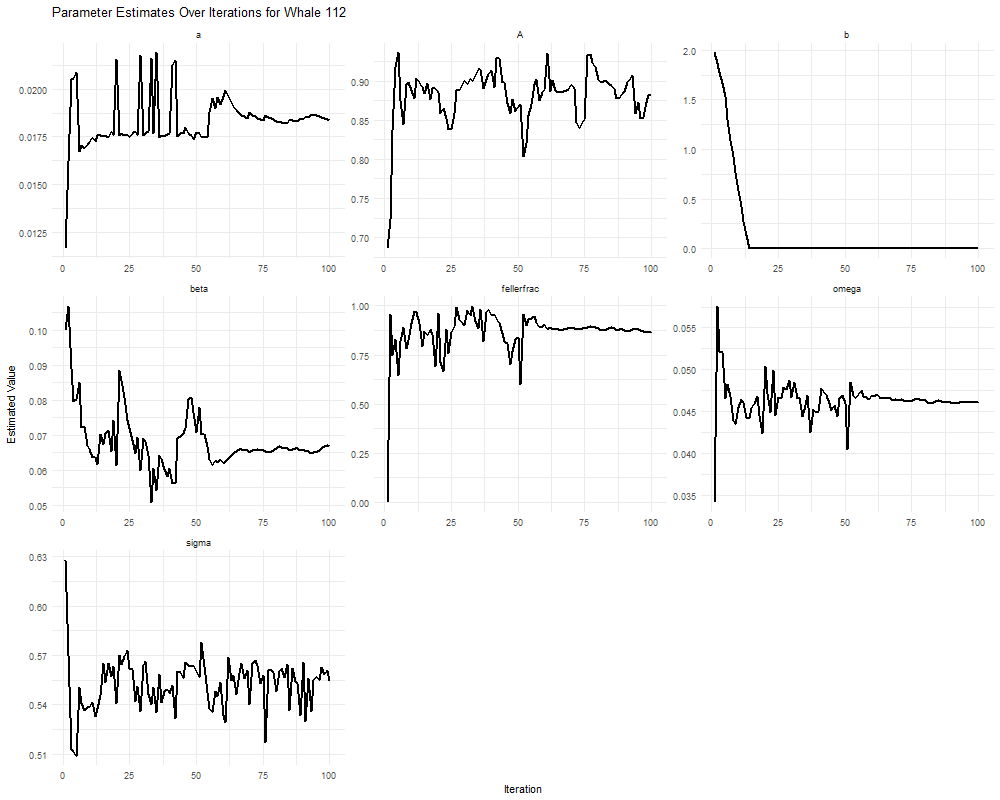 Parameter Estimates Over Iterations for Whale 112
a
A
b
0.0200
0.0175
0.0150
0.0125
0.90
0.85
0.80
0.75
0.70
2.0
1.5
1.0
0.5
0.0
0 25 50 75 100
0 25 50 75 100
0 25 50 75 100
beta
fellerfrac
omega
0.10
0.09
0.08
0.07
0.06
0.05
1.00
0.75
0.50
0.25
0.00
0.055
0.050
0.045
0.040
0.035
0 25 50 75 100
0 25 50 75 100
0 25 50 75 100
sigma
0.63
0.60
0.57
0.54
0.51
0 25 50 75 100
Estimated Value
Iteration